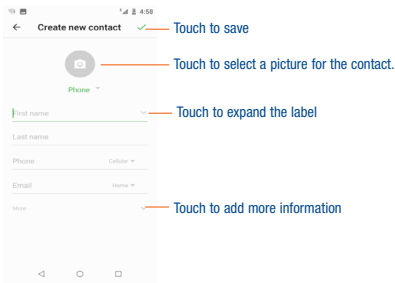 4:58
Create new contact
Touch to save
Touch to select a picture for the contact.
Phone
First name
Touch to expand the label
Last name
Phone Cellular
Email Home
More
Touch to add more information